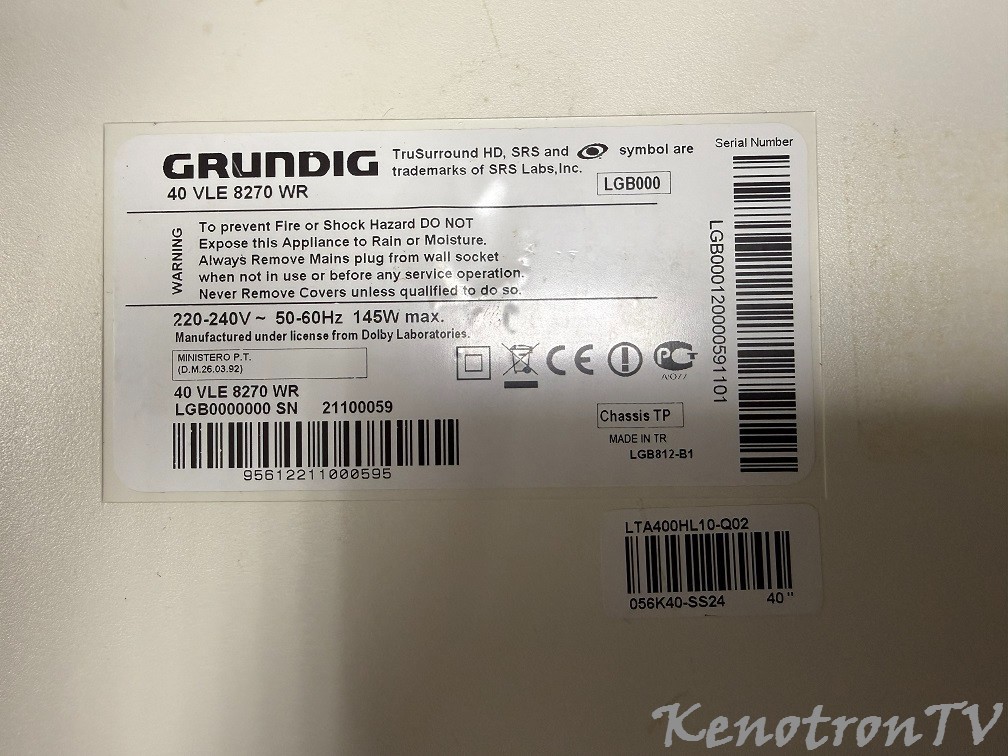 GRUNDIG
TruSurround HD, SRS and symbol are
trademarks of SRS Labs,Inc.
40 VLE 8270 WR
LGB000
WARNING
To prevent Fire or Shock Hazard DO NOT
Expose this Appliance to Rain or Moisture.
Always Remove Mains plug from wall socket
when not in use or before any service operation.
Never Remove Covers unless qualified to do so.
220-240V ~ 50-60Hz 145W max.
Manufactured under license from Dolby Laboratories.
MINISTERO P.T.
(D.M.26.03.92)
40 VLE 8270 WR
LGB0000000 SN 21100059
95612211000595
CE
Chassis TP
MADE IN TR
LGB812-B1
Serial Number
LGB000120000591101
LTA400HL10-Q02
056K40-SS24 40"
KenotronTV